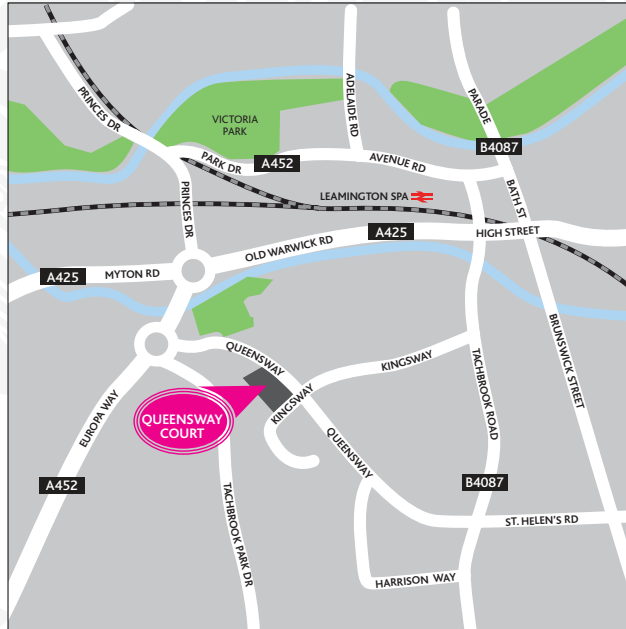 PRINCES DR
ADELAIDE RD
PARADE
VICTORIA
PARK
B4087
PARK DR
A452
AVENUE RD
PRINCES DR
LEAMINGTON SPA
BATH ST
A425
HIGH STREET
OLD WARWICK RD
A425
MYTON RD
BRUNSWICK STREET
QUEENSWAY
KINGSWAY
TACHBROOK ROAD
KINGSWAY
EUROPA WAY
QUEENSWAY
COURT
QUEENSWAY
A452
B4087
TACHBROOK PARK DR
ST. HELEN'S RD
HARRISON WAY